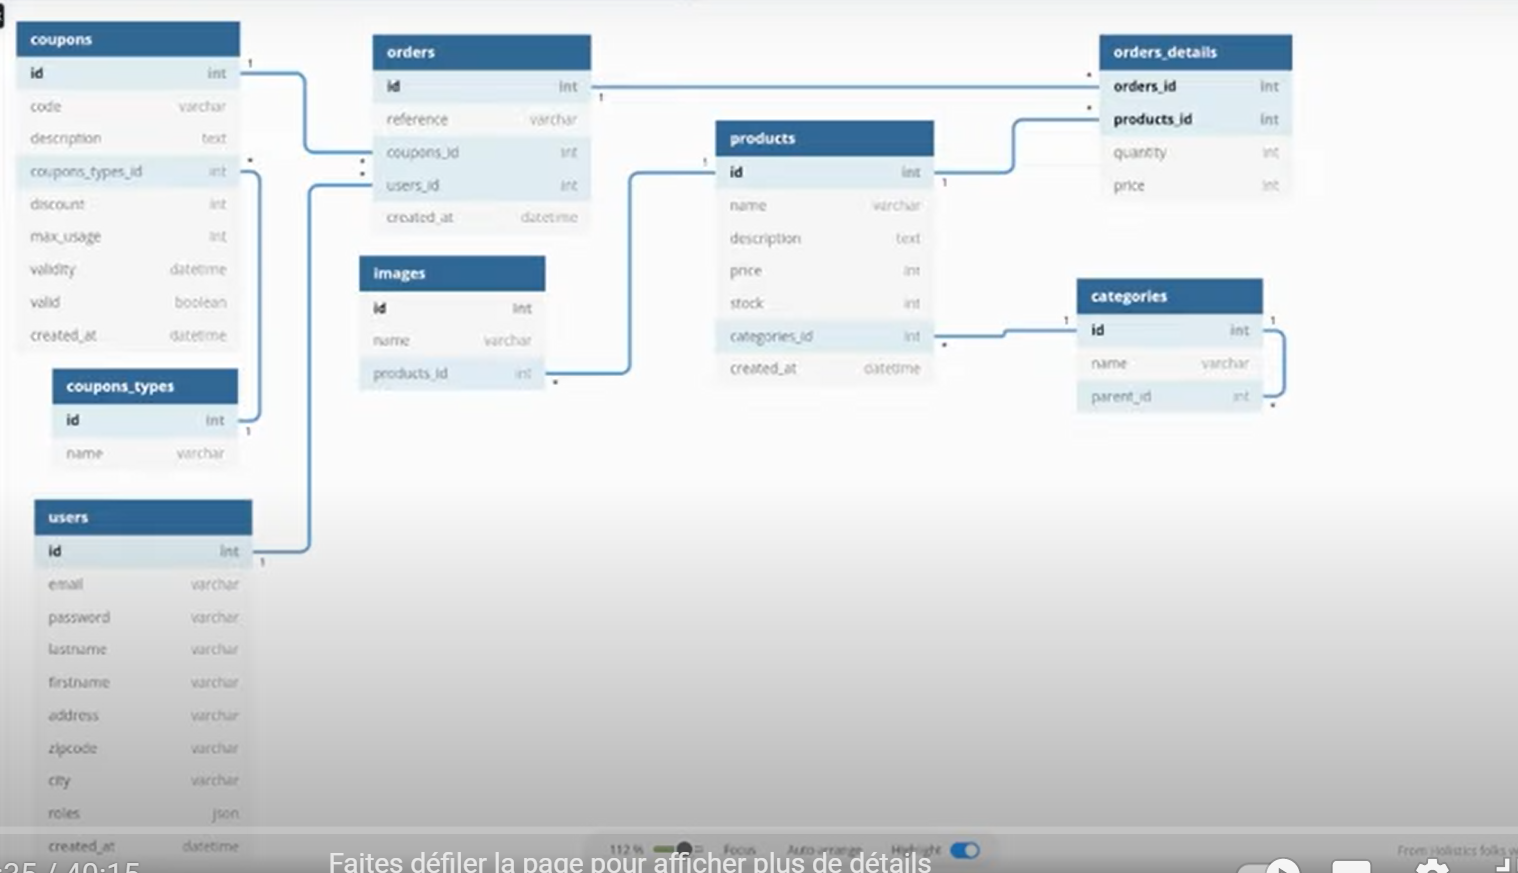 coupons
id int
code varchar
description text
coupons_types_id int
discount int
max_usage int
validity datetime
valid boolean
created_at datetime
coupons_types
id int
name varchar
users
id int
email varchar
password varchar
lastname varchar
firstname varchar
address varchar
zipcode varchar
city varchar
roles json
created_at datetime
orders
id int
reference varchar
coupons_id int
users_id int
created_at datetime
images
id int
name varchar
products_id int
products
id int
name varchar
description text
price int
stock int
categories_id int
created_at datetime
orders_details
orders_id int
products_id int
quantity int
price int
categories
id int
name varchar
parent_id int
1
*
1
1
*
*
1
1
*
1
*
*
1
*
1
1
*
112 % Focus Auto-arrange Highlight
From Holistics folks
Faites défiler la page pour afficher plus de détails